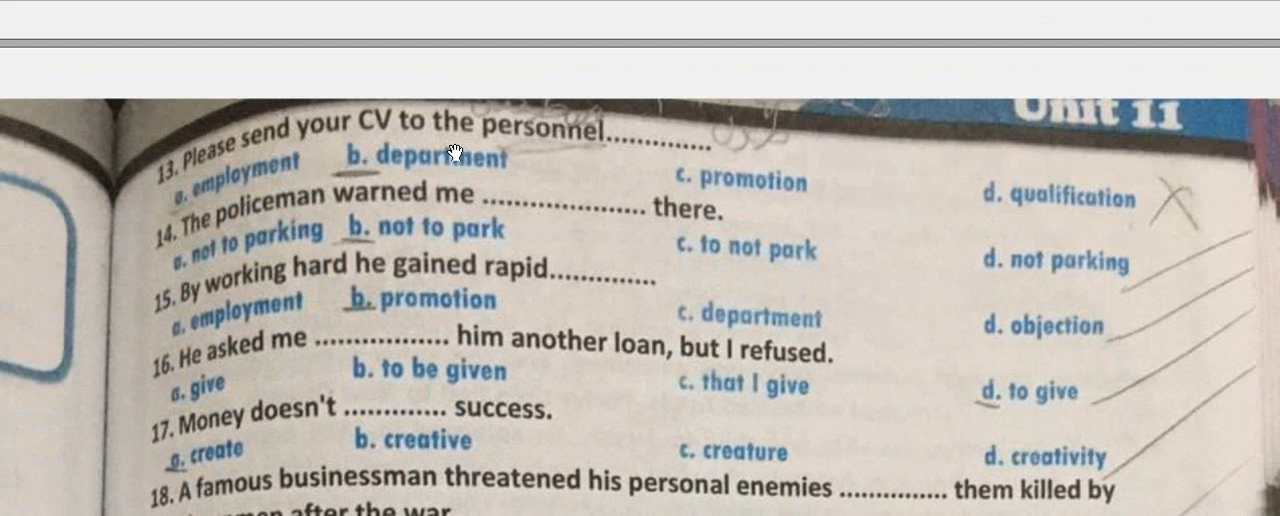 Unit 11
13. Please send your CV to the personnel..............
a. employment b. department c. promotion d. qualification
14. The policeman warned me ..................... there.
a. not to parking b. not to park c. to not park d. not parking
15. By working hard he gained rapid..............
a. employment b. promotion c. department d. objection
16. He asked me ................. him another loan, but I refused.
a. give b. to be given c. that I give d. to give
17. Money doesn't ............. success.
a. create b. creative c. creature d. creativity
18. A famous businessman threatened his personal enemies ............... them killed by
after the war